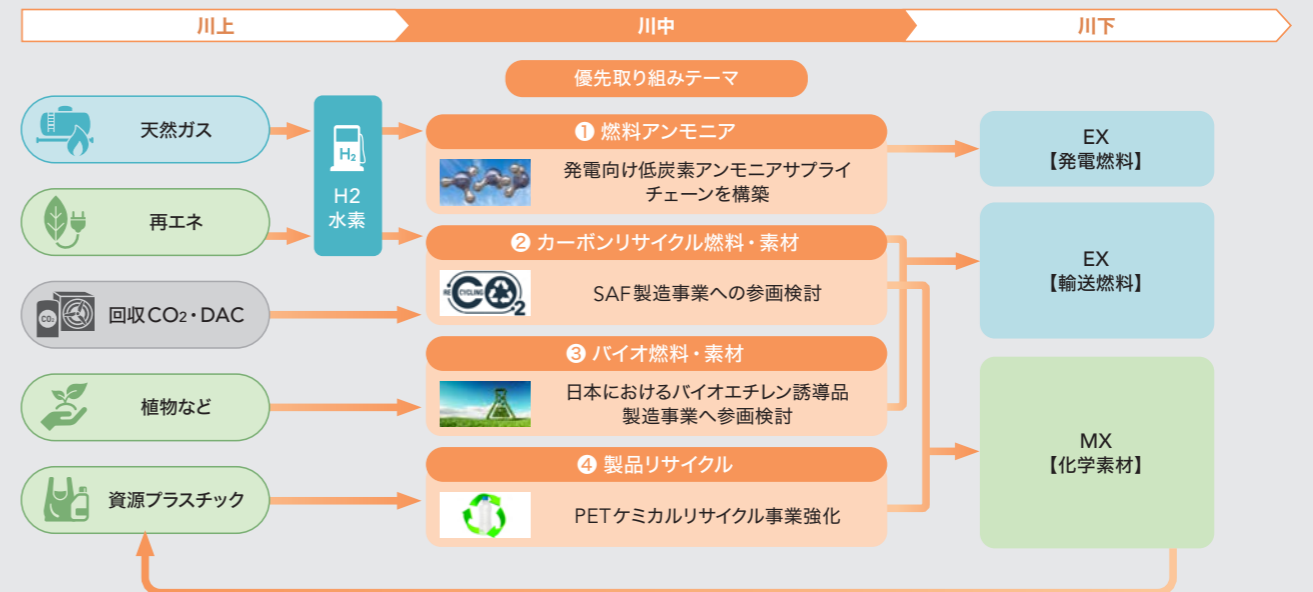 川上
川中
川下
優先取り組みテーマ
天然ガス
再エネ
回収CO2・DAC
植物など
資源プラスチック
CO2
H2
H2
水素
❶ 燃料アンモニア
発電向け低炭素アンモニアサプライ
チェーンを構築
❷ カーボンリサイクル燃料・素材
RECYCLING
CO2
SAF製造事業への参画検討
❸ バイオ燃料・素材
日本におけるバイオエチレン誘導品
製造事業へ参画検討
❹ 製品リサイクル
PETケミカルリサイクル事業強化
EX
【発電燃料】
EX
【輸送燃料】
MX
【化学素材】